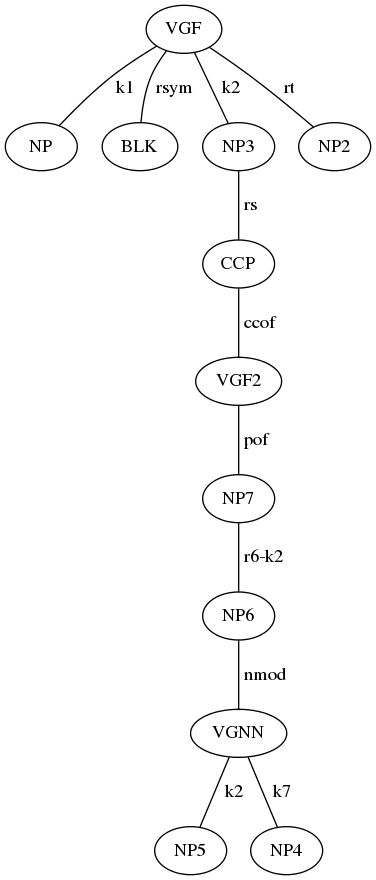 VGF
k1 rsym k2 rt
NP BLK NP3 NP2
rs
CCP
ccof
VGF2
pof
NP7
r6-k2
NP6
nmod
VGNN
k2 k7
NP5 NP4